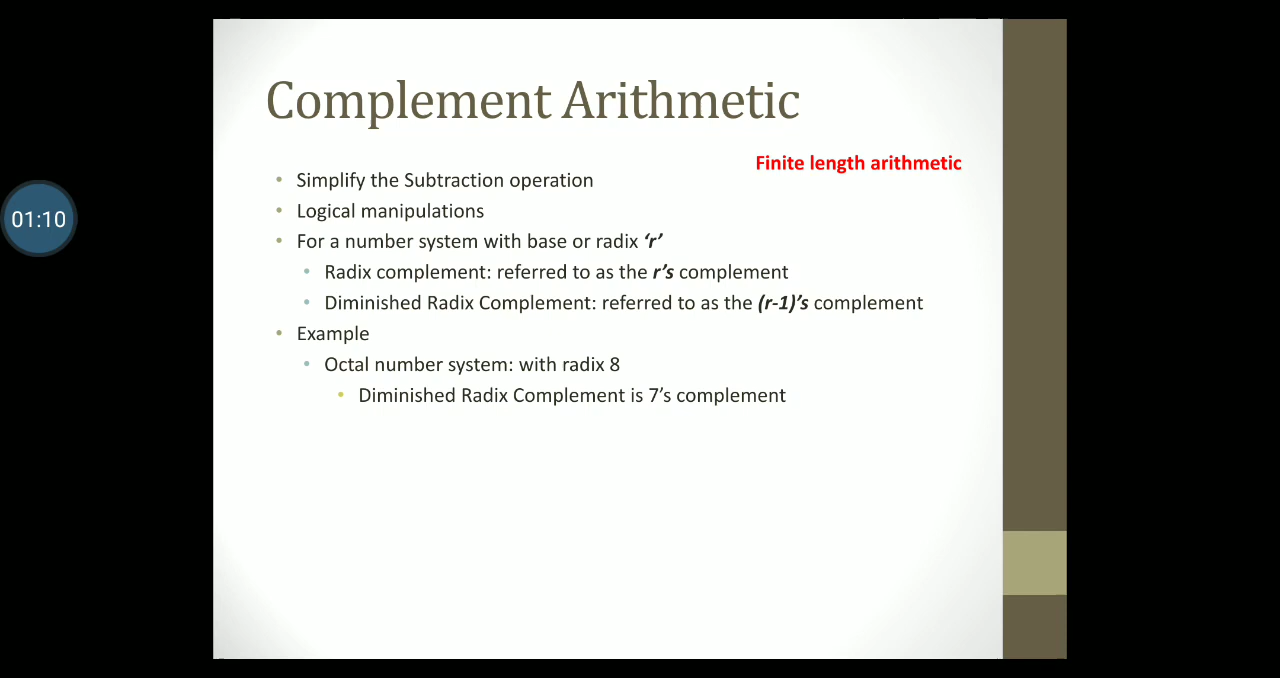 Complement Arithmetic
Finite length arithmetic
• Simplify the Subtraction operation
• Logical manipulations
• For a number system with base or radix ‘r’
• Radix complement: referred to as the r’s complement
• Diminished Radix Complement: referred to as the (r-1)’s complement
• Example
• Octal number system: with radix 8
• Diminished Radix Complement is 7’s complement
01:10